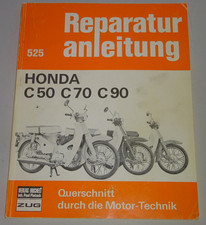 Reparatur
525
anleitung
HONDA
C 50 C 70 C 90
ZUG
Querschnitt
durch die Motor-Technik